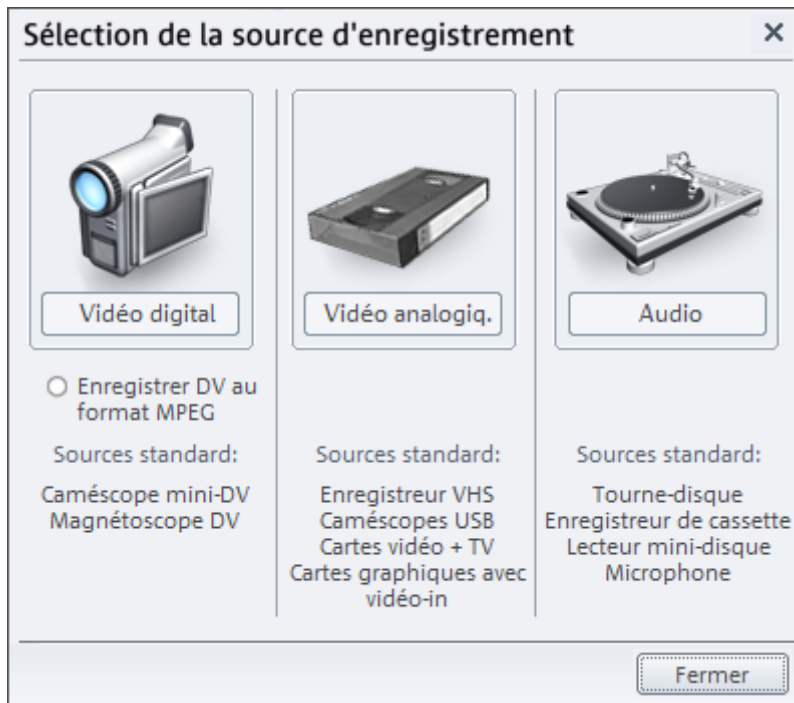 Sélection de la source d'enregistrement
Vidéo digital
Enregistrer DV au
format MPEG
Sources standard:
Caméscope mini-DV
Magnétoscope DV
Vidéo analogiq.
Sources standard:
Enregistreur VHS
Caméscopes USB
Cartes vidéo + TV
Cartes graphiques avec
vidéo-in
Audio
Sources standard:
Tourne-disque
Enregistreur de cassette
Lecteur mini-disque
Microphone
Fermer